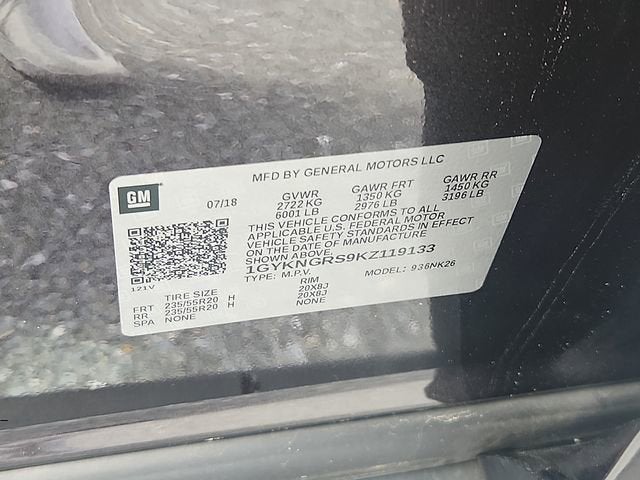 MFD BY GENERAL MOTORS LLC
GM
07/18
GVWR GAWR FRT GAWR RR
2722 KG 1350 KG 1450 KG
6001 LB 2976 LB 3196 LB
THIS VEHICLE CONFORMS TO ALL
APPLICABLE U.S. FEDERAL MOTOR
VEHICLE SAFETY STANDARDS IN EFFECT
ON THE DATE OF MANUFACTURE
SHOWN ABOVE.
1GYKNGRS9KZ119133
TYPE: M.P.V. MODEL: 936NK26
121V
TIRE SIZE RIM
FRT 235/55R20 H 20X8J
RR 235/55R20 H 20X8J
SPA NONE NONE